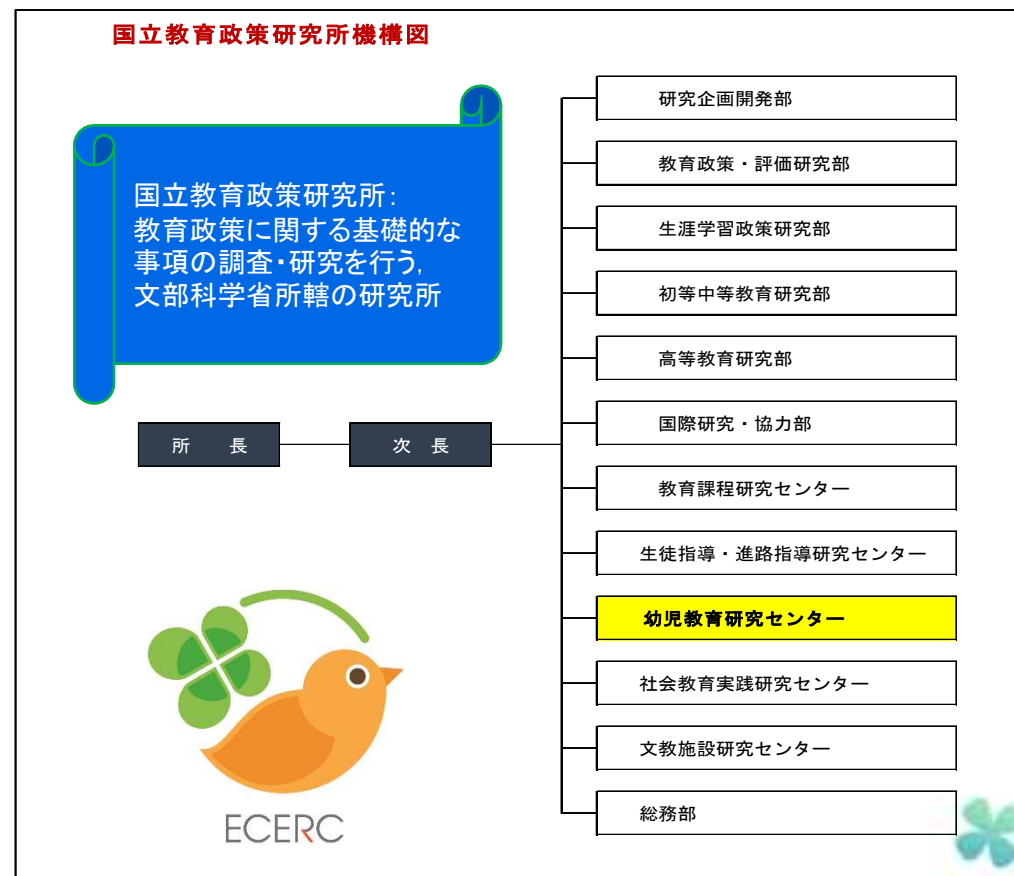 国立教育政策研究所機構図
国立教育政策研究所：
教育政策に関する基礎的な
事項の調査・研究を行う，
文部科学省所轄の研究所
所　長
次　長
研究企画開発部
教育政策・評価研究部
生涯学習政策研究部
初等中等教育研究部
高等教育研究部
国際研究・協力部
教育課程研究センター
生徒指導・進路指導研究センター
幼児教育研究センター
社会教育実践研究センター
文教施設研究センター
総務部
ECERC